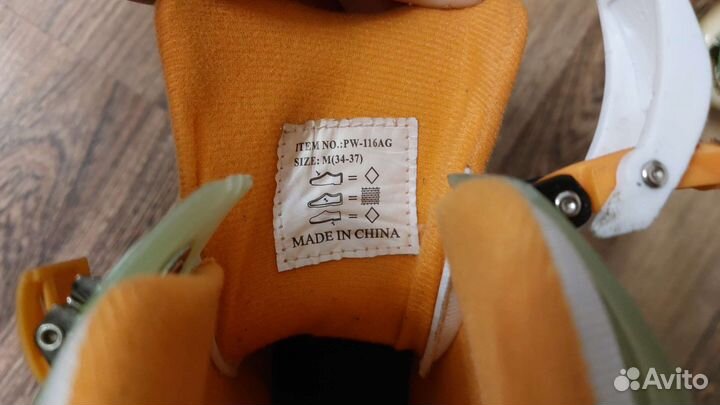 ITEM NO.:PW-116AG
SIZE: M(34-37)
MADE IN CHINA
Avito